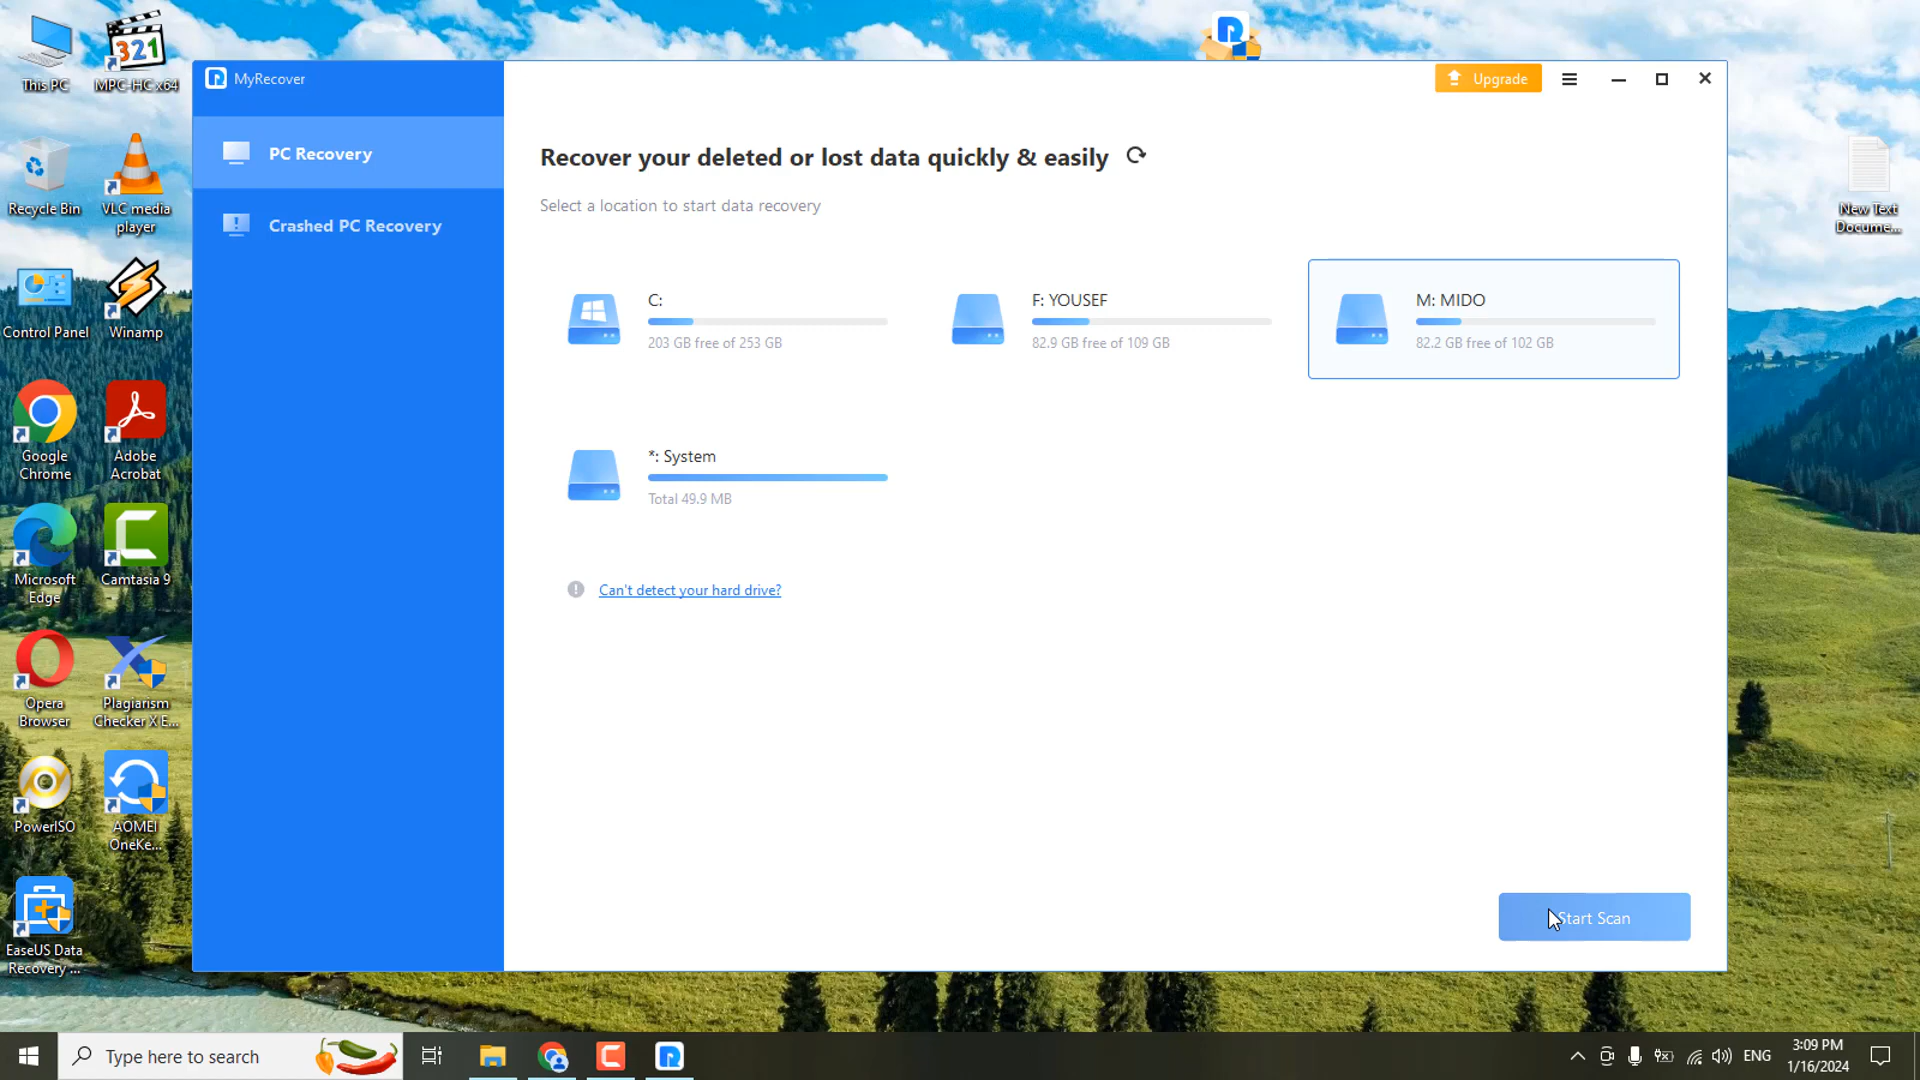 This PC
MPC-HC x64
Recycle Bin
VLC media
player
Control Panel
Winamp
Google
Chrome
Adobe
Acrobat
Microsoft
Edge
Camtasia 9
Opera
Browser
Plagiarism
Checker X E...
PowerISO
AOMEI
OneKe...
EaseUS Data
Recovery ...
321
MyRecover
PC Recovery
Crashed PC Recovery
Upgrade
Recover your deleted or lost data quickly & easily
Select a location to start data recovery
C:
203 GB free of 253 GB
F: YOUSEF
82.9 GB free of 109 GB
M: MIDO
82.2 GB free of 102 GB
*: System
Total 49.9 MB
Can't detect your hard drive?
Start Scan
New Text
Docume...
Type here to search
ENG
3:09 PM
1/16/2024